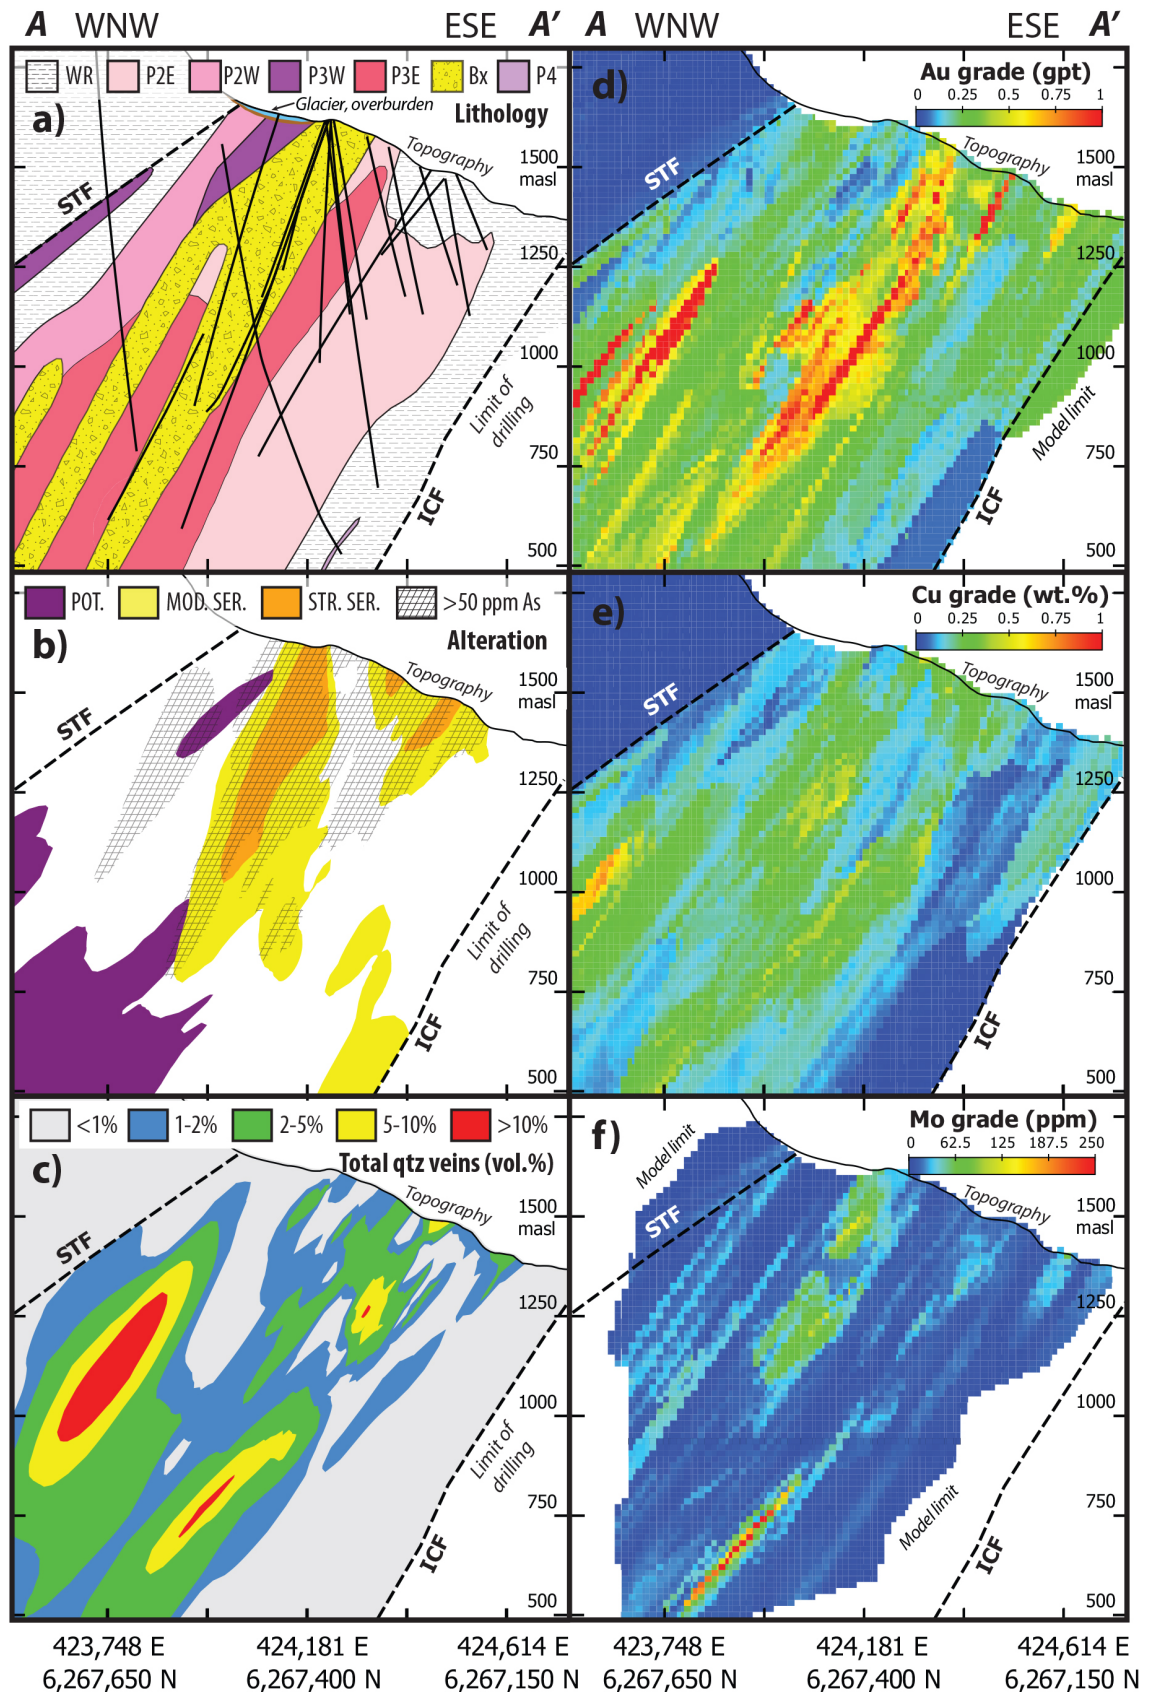 A WNW ESE A′
A WNW ESE A′
WR P2E P2W P3W P3E Bx P4
a)
Glacier, overburden
Lithology
Topography
STF
1500
masl
1250
1000
Limit of
drilling
750
ICF
500
d)
Au grade (gpt)
0 0.25 0.5 0.75 1
Topography
STF
1500
masl
1250
1000
Model limit
750
ICF
500
POT. MOD. SER. STR. SER. >50 ppm As
b)
Alteration
Topography
STF
1500
masl
1250
1000
Limit of
drilling
750
ICF
500
e)
Cu grade (wt.%)
0 0.25 0.5 0.75 1
Topography
STF
1500
masl
1250
1000
750
ICF
500
<1% 1-2% 2-5% 5-10% >10%
c)
Total qtz veins (vol.%)
Topography
STF
1500
masl
1250
1000
Limit of
drilling
750
ICF
500
f)
Mo grade (ppm)
0 62.5 125 187.5 250
Model limit
Topography
STF
1500
masl
1250
1000
Model limit
750
ICF
500
423,748 E 424,181 E 424,614 E
6,267,650 N 6,267,400 N 6,267,150 N
423,748 E 424,181 E 424,614 E
6,267,650 N 6,267,400 N 6,267,150 N